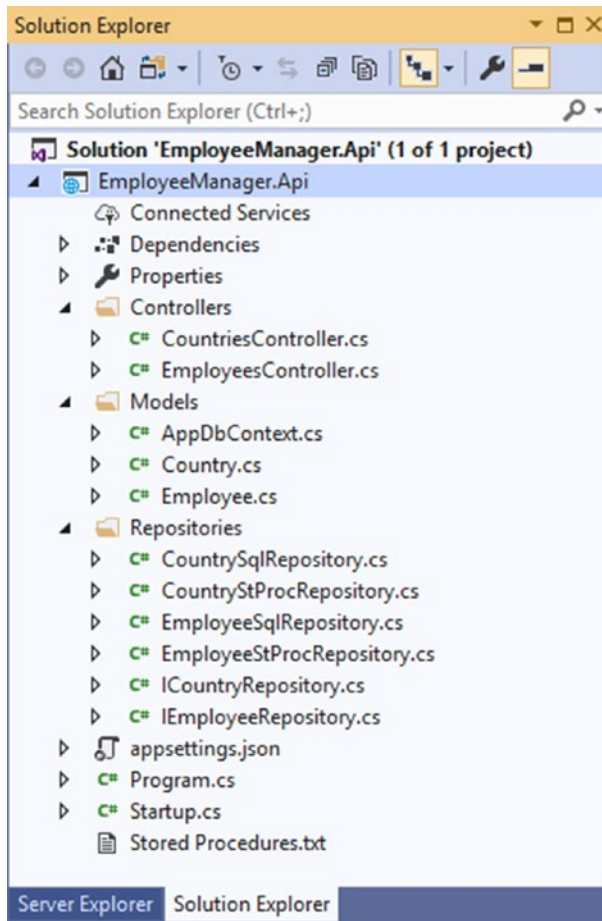 Solution Explorer
Search Solution Explorer (Ctrl+;)
Solution 'EmployeeManager.Api' (1 of 1 project)
EmployeeManager.Api
Connected Services
Dependencies
Properties
Controllers
C# CountriesController.cs
C# EmployeesController.cs
Models
C# AppDbContext.cs
C# Country.cs
C# Employee.cs
Repositories
C# CountrySqlRepository.cs
C# CountryStProcRepository.cs
C# EmployeeSqlRepository.cs
C# EmployeeStProcRepository.cs
C# ICountryRepository.cs
C# IEmployeeRepository.cs
appsettings.json
C# Program.cs
C# Startup.cs
Stored Procedures.txt
Server Explorer Solution Explorer